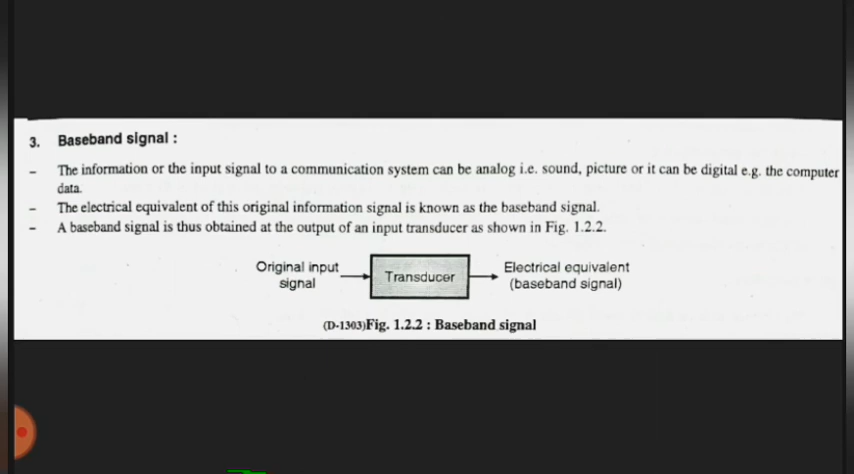 3. Baseband signal :
- The information or the input signal to a communication system can be analog i.e. sound, picture or it can be digital e.g. the computer
data.
- The electrical equivalent of this original information signal is known as the baseband signal.
- A baseband signal is thus obtained at the output of an input transducer as shown in Fig. 1.2.2.
Original input
signal
Transducer
Electrical equivalent
(baseband signal)
(D-1303)Fig. 1.2.2 : Baseband signal